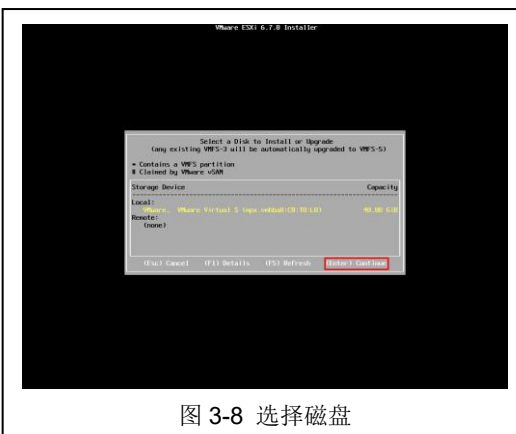 VMware ESXi 6.7.0 Installer
Select a Disk to Install or Upgrade
(any existing VMFS-3 will be automatically upgraded to VMFS-5)
* Contains a VMFS partition
# Claimed by VMware vSAN
Storage Device Capacity
Local:
VMware, VMware Virtual S (mpx.vmhba0:C0:T0:L0) 40.00 GiB
Remote:
(none)
(Esc) Cancel (F1) Details (F5) Refresh (Enter) Continue
图 3-8 选择磁盘